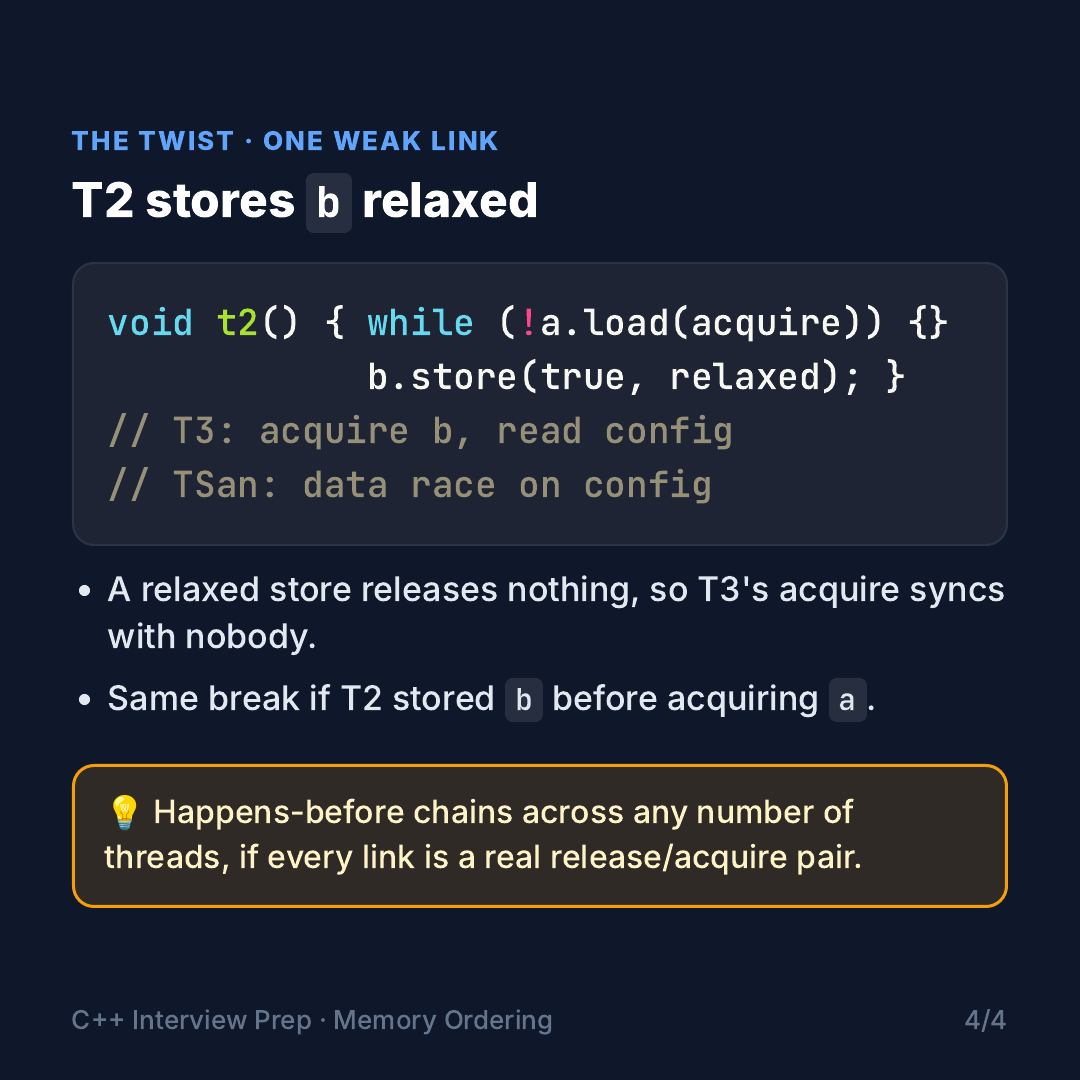 THE TWIST · ONE WEAK LINK
T2 stores b relaxed
void t2() { while (!a.load(acquire)) {}
b.store(true, relaxed); }
// T3: acquire b, read config
// TSan: data race on config
• A relaxed store releases nothing, so T3's acquire syncs
with nobody.
• Same break if T2 stored b before acquiring a.
💡 Happens-before chains across any number of
threads, if every link is a real release/acquire pair.
C++ Interview Prep · Memory Ordering
4/4